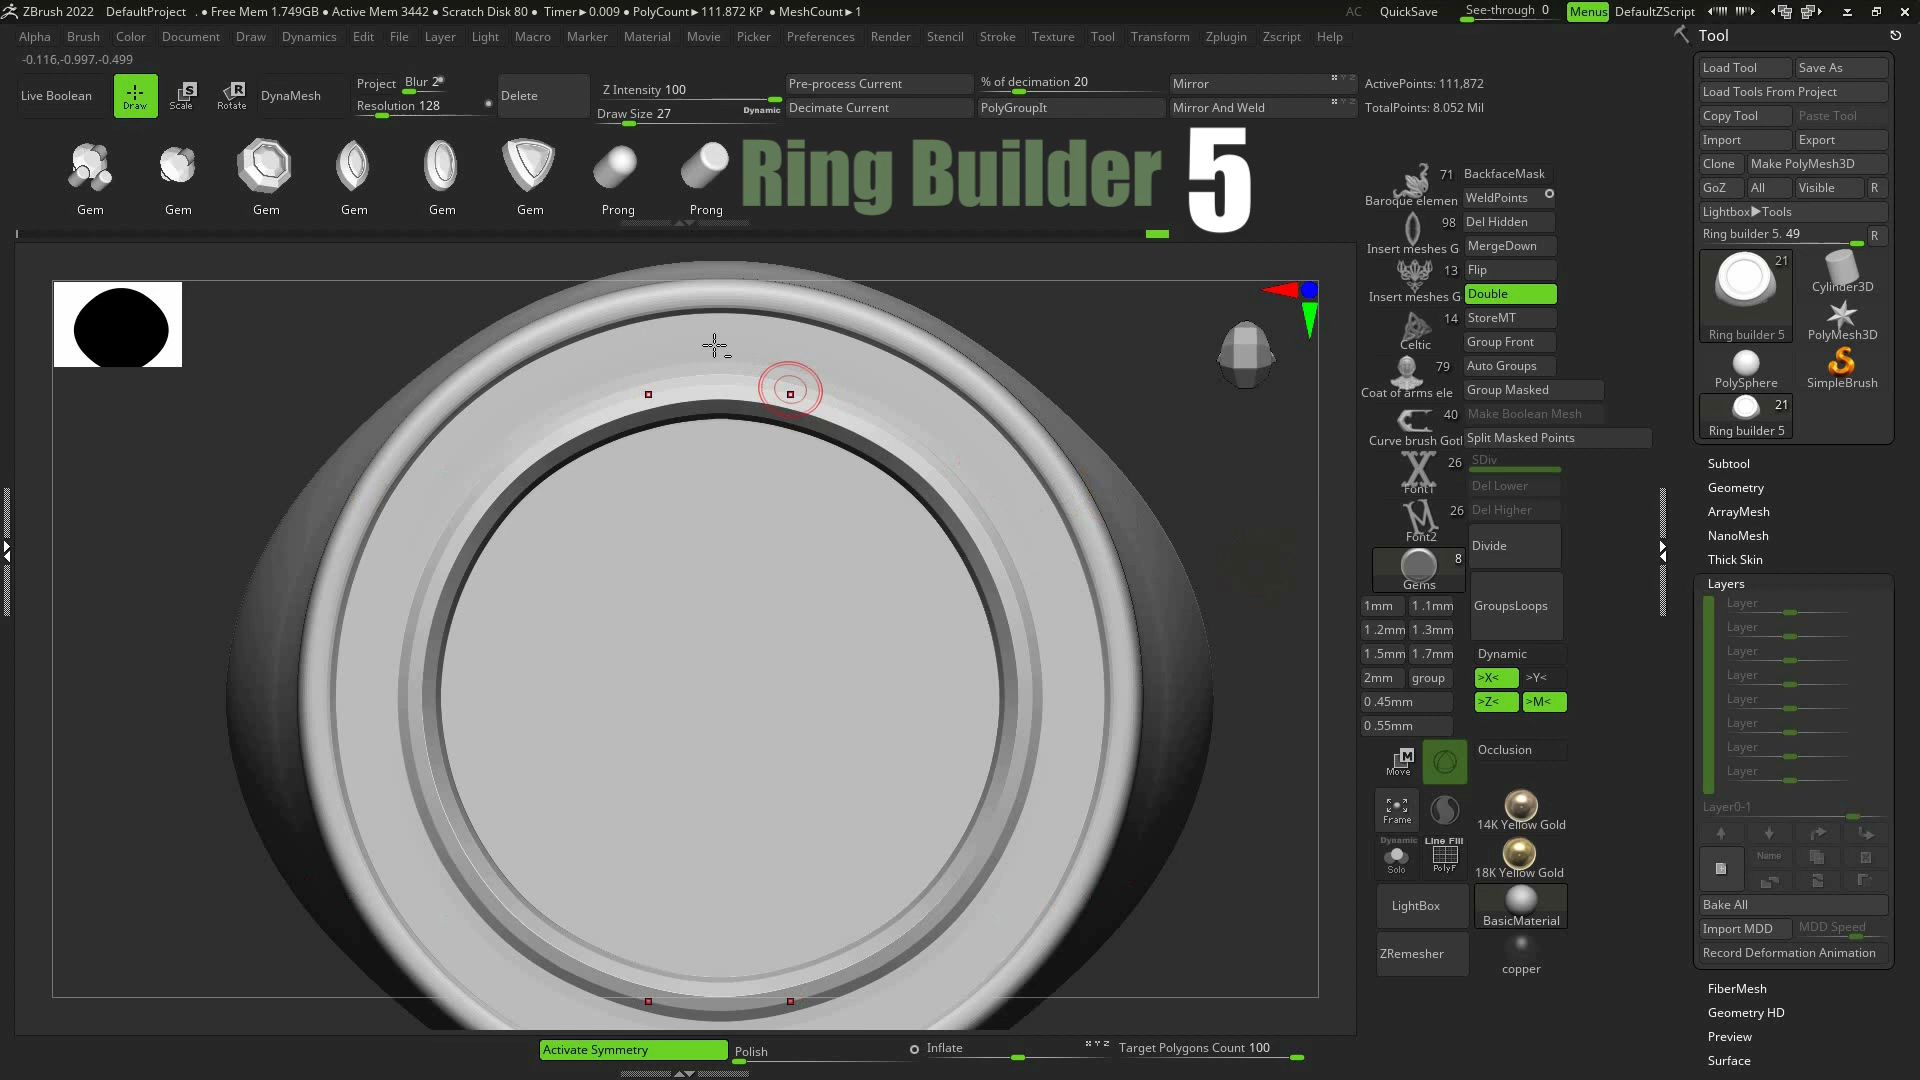 ZBrush 2022 DefaultProject . ● Free Mem 1.749GB ● Active Mem 3442 ● Scratch Disk 80 ● Timer▶0.009 ● PolyCount▶111.872 KP ● MeshCount▶1 AC QuickSave See-through 0 Menus DefaultZScript
Alpha Brush Color Document Draw Dynamics Edit File Layer Light Macro Marker Material Movie Picker Preferences Render Stencil Stroke Texture Tool Transform Zplugin Zscript Help
-0.116,-0.997,-0.499
Live Boolean
Draw
Scale
Rotate
DynaMesh
Project Blur 2
Resolution 128
Delete
Z Intensity 100
Draw Size 27 Dynamic
Pre-process Current
Decimate Current
% of decimation 20
PolyGroupIt
Mirror
Mirror And Weld
ActivePoints: 111,872
TotalPoints: 8.052 Mil
Gem Gem Gem Gem Gem Gem Prong Prong
Ring Builder 5
71
Baroque elemen
98
Insert meshes G
13
Insert meshes G
14
Celtic
79
Coat of arms ele
40
Curve brush Gotl
26
Font1
26
Font2
8
Gems
1mm 1.1mm
1.2mm 1.3mm
1.5mm 1.7mm
2mm group
0.45mm
0.55mm
Move
Frame
Dynamic
Solo
Line Fill
PolyF
LightBox
ZRemesher
BackfaceMask
WeldPoints
Del Hidden
MergeDown
Flip
Double
StoreMT
Group Front
Auto Groups
Group Masked
Make Boolean Mesh
Split Masked Points
SDiv
Del Lower
Del Higher
Divide
GroupsLoops
Dynamic
>X< >Y<
>Z< >M<
Occlusion
14K Yellow Gold
18K Yellow Gold
BasicMaterial
copper
Tool
Load Tool Save As
Load Tools From Project
Copy Tool Paste Tool
Import Export
Clone Make PolyMesh3D
GoZ All Visible R
Lightbox▶Tools
Ring builder 5. 49 R
21
Ring builder 5
Cylinder3D
PolyMesh3D
PolySphere
SimpleBrush
21
Ring builder 5
Subtool
Geometry
ArrayMesh
NanoMesh
Thick Skin
Layers
Layer
Layer
Layer
Layer
Layer
Layer
Layer
Layer
Layer0-1
Name
Bake All
Import MDD MDD Speed
Record Deformation Animation
FiberMesh
Geometry HD
Preview
Surface
Activate Symmetry Polish Inflate X Y Z Target Polygons Count 100